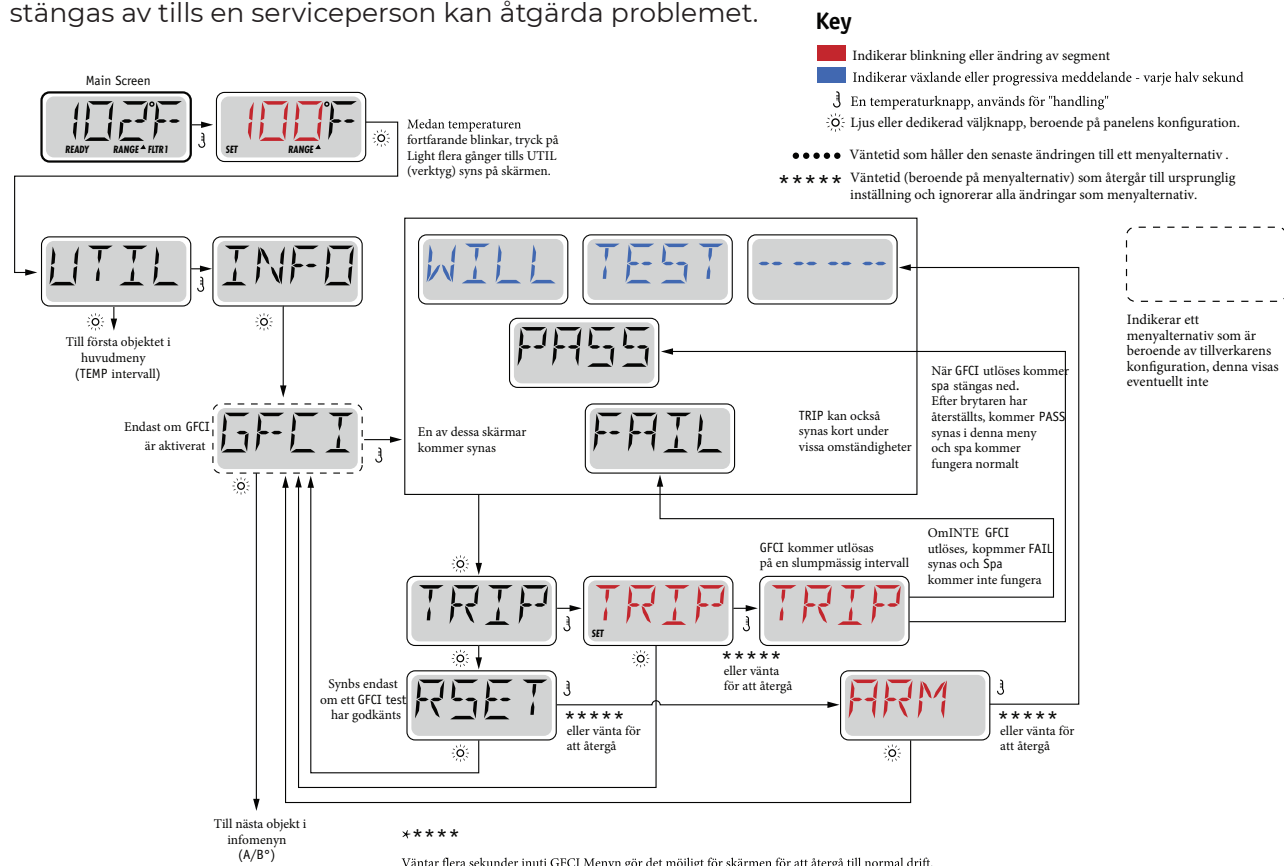 stängas av tills en serviceperson kan åtgärda problemet.
Key
Indikerar blinkning eller ändring av segment
Indikerar växlande eller progressiva meddelande - varje halv sekund
En temperaturknapp, används för "handling"
Ljus eller dedikerad väljknapp, beroende på panelens konfiguration.
Väntetid som håller den senaste ändringen till ett menyalternativ .
***** Väntetid (beroende på menyalternativ) som återgår till ursprunglig
inställning och ignorerar alla ändringar som menyalternativ.
Main Screen
102°F
READY RANGE FLTR1
100°F
SET RANGE
Medan temperaturen
fortfarande blinkar, tryck på
Light flera gånger tills UTIL
(verktyg) syns på skärmen.
UTIL
INFO
Till första objektet i
huvudmeny
(TEMP intervall)
WILL
TEST
-- -- -- --
PASS
FAIL
Indikerar ett
menyalternativ som är
beroende av tillverkarens
konfiguration, denna visas
eventuellt inte
Endast om GFCI
är aktiverat
GFCI
En av dessa skärmar
kommer synas
TRIP kan också
synas kort under
vissa omständigheter
När GFCI utlöses kommer
spa stängas ned.
Efter brytaren har
återställts, kommer PASS
synas i denna meny
och spa kommer
fungera normalt
OmINTE GFCI
utlöses, kopmmer FAIL
synas och Spa
kommer inte fungera
GFCI kommer utlösas
på en slumpmässig intervall
TRIP
TRIP
SET
TRIP
*****
eller vänta
för att återgå
Synbs endast
om ett GFCI test
har godkänts
RSET
*****
eller vänta för
att återgå
ARM
*****
eller vänta för
att återgå
Till nästa objekt i
infomenyn
(A/B°)
*****
Väntar flera sekunder inuti GFCI Menyn gör det möjligt för skärmen för att återgå till normal drift.